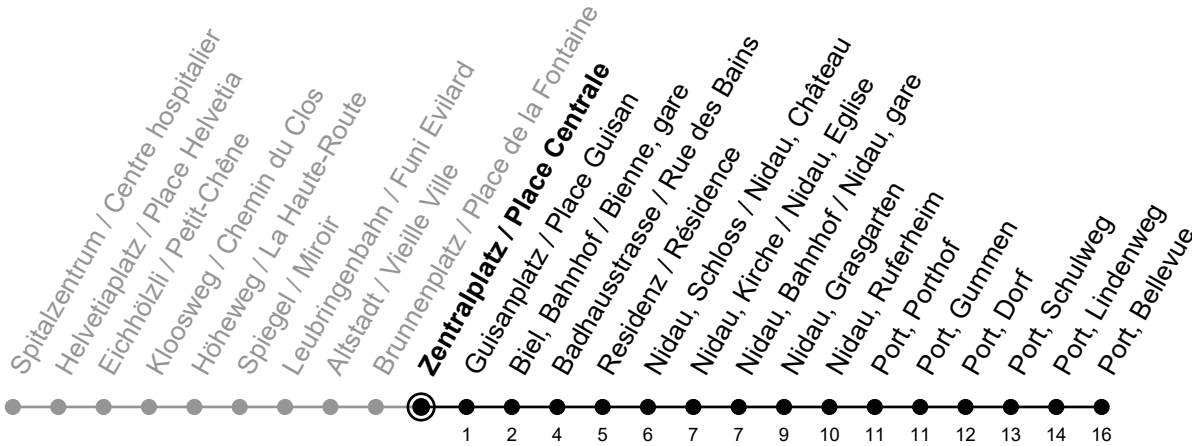 Spitalzentrum / Centre hospitalier
Helvetiaplatz / Place Helvetia
Eichhölzli / Petit-Chêne
Kloosweg / Chemin du Clos
Höheweg / La Haute-Route
Spiegel / Miroir
Leubringenbahn / Funi Evilard
Altstadt / Vieille Ville
Brunnenplatz / Place de la Fontaine
Zentralplatz / Place Centrale
Guisanplatz / Place Guisan
Biel, Bahnhof / Bienne, gare
Badhausstrasse / Rue des Bains
Residenz / Résidence
Nidau, Schloss / Nidau, Château
Nidau, Kirche / Nidau, Eglise
Nidau, Bahnhof / Nidau, gare
Nidau, Grasgarten
Nidau, Ruferheim
Port, Porthof
Port, Gummen
Port, Dorf
Port, Schulweg
Port, Lindenweg
Port, Bellevue
1 2 4 5 6 7 7 9 10 11 11 12 13 14 16